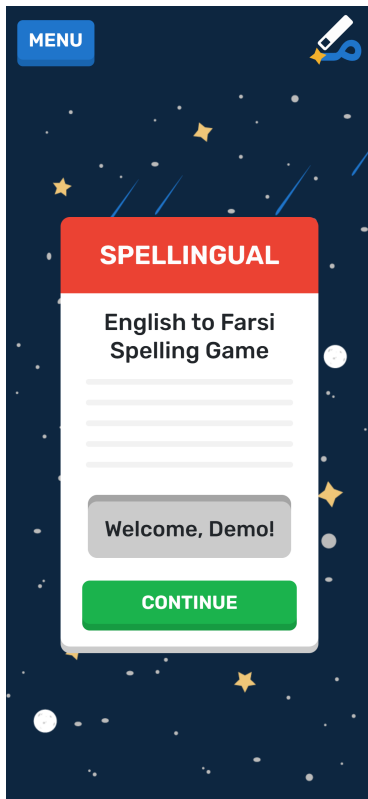 MENU
SPELLINGUAL
English to Farsi
Spelling Game
Welcome, Demo!
CONTINUE